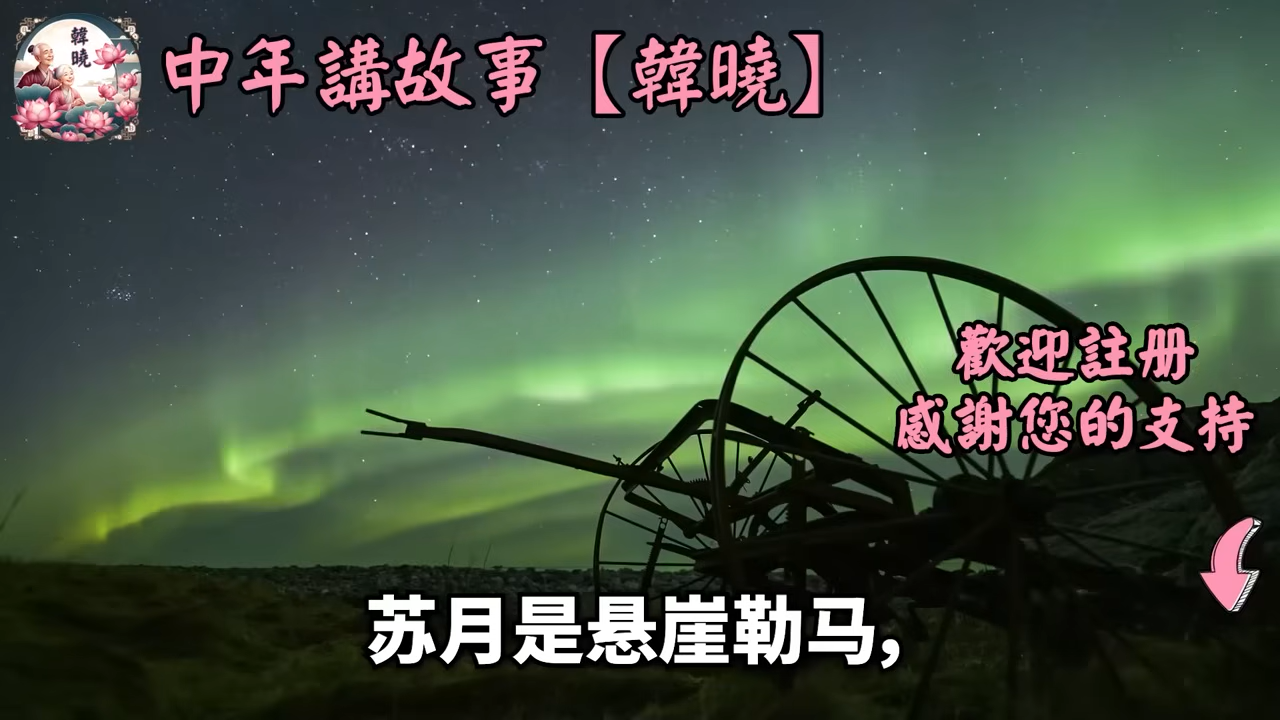 韓
曉
中年講故事【韓曉】
歡迎註册
感謝您的支持
苏月是悬崖勒马,